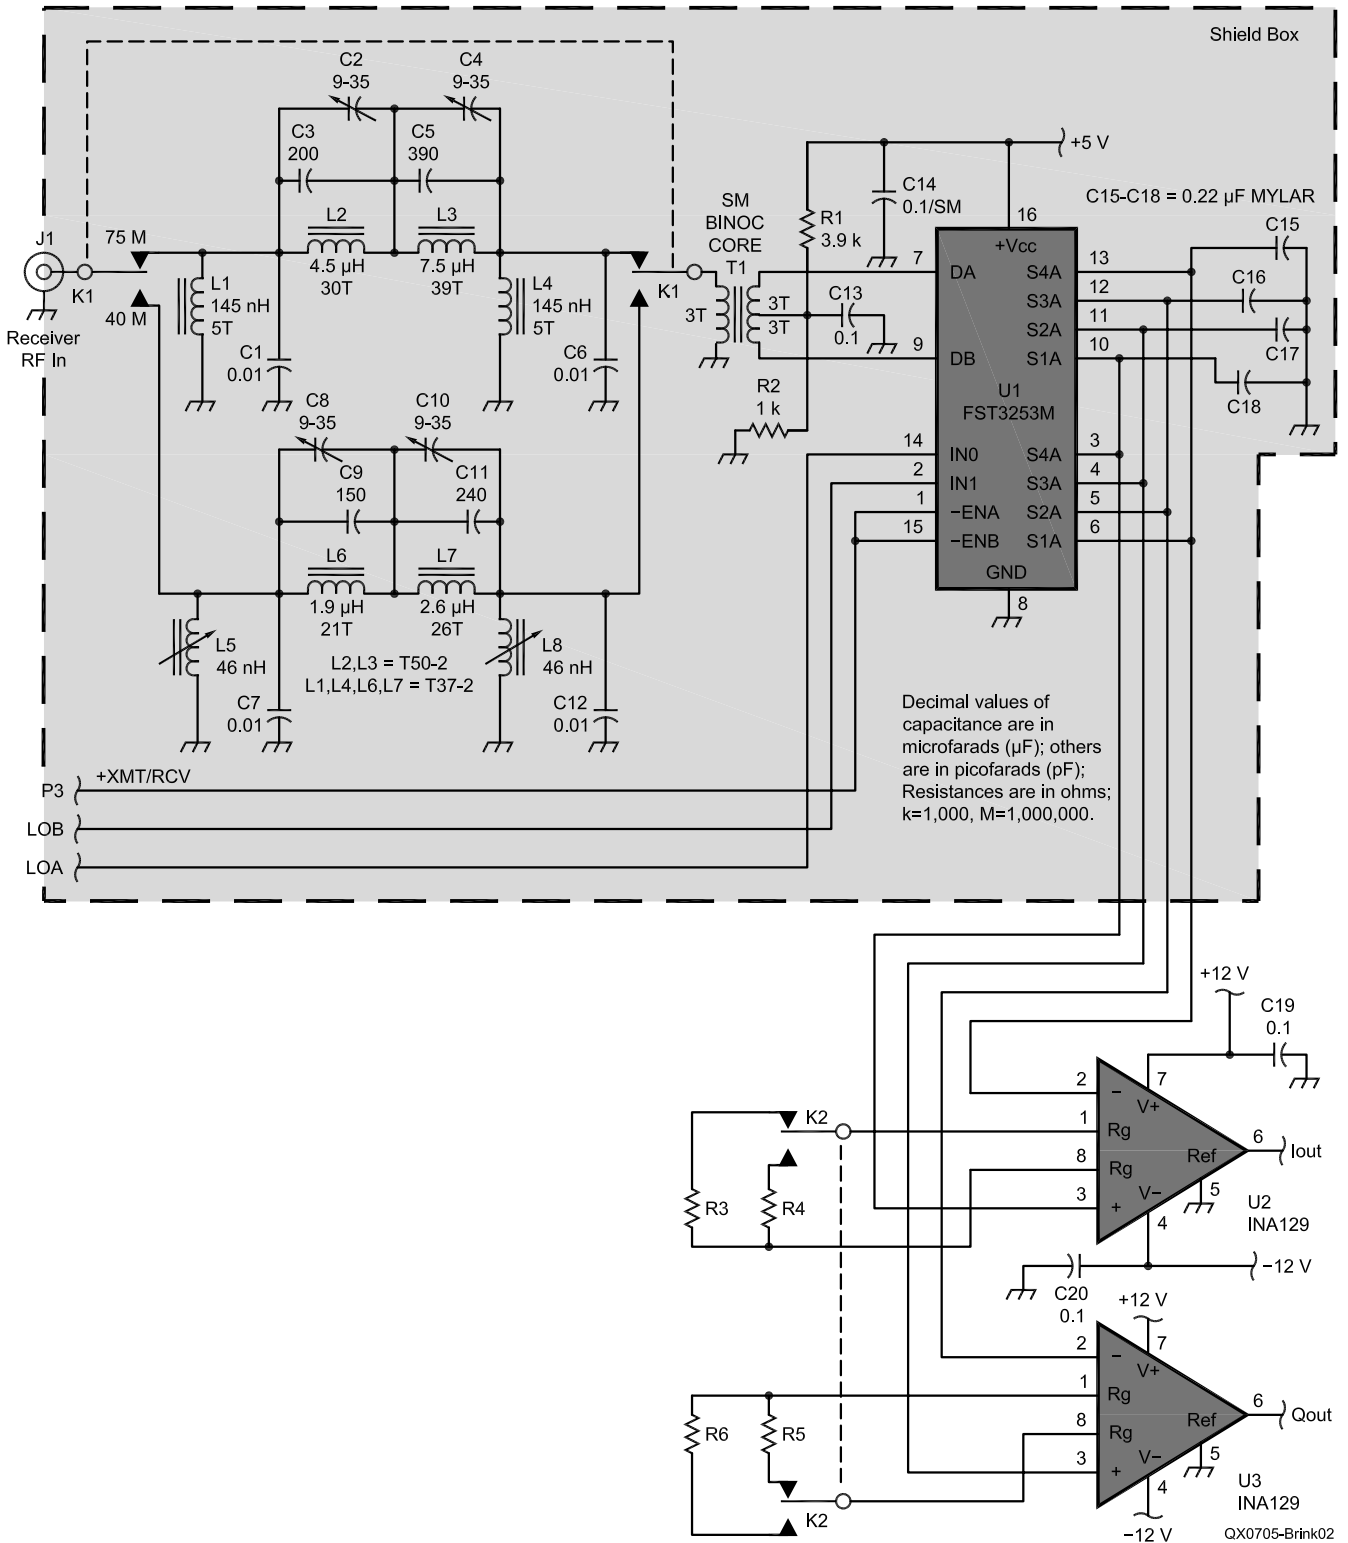 Shield Box
C2
9-35
C4
9-35
C3
200
C5
390
L2
4.5 µH
30T
L3
7.5 µH
39T
J1
Receiver
RF In
K1
75 M
40 M
L1
145 nH
5T
L4
145 nH
5T
C1
0.01
C6
0.01
K1
SM
BINOC
CORE
T1
3T
3T
3T
C13
0.1
R1
3.9 k
R2
1 k
C14
0.1/SM
+5 V
C15-C18 = 0.22 µF MYLAR
C15
C16
C17
C18
16
+Vcc
7
DA
9
DB
14
IN0
2
IN1
1
−ENA
15
−ENB
S4A
13
S3A
12
S2A
11
S1A
10
U1
FST3253M
S4A
3
S3A
4
S2A
5
S1A
6
GND
8
C8
9-35
C10
9-35
C9
150
C11
240
L6
1.9 µH
21T
L7
2.6 µH
26T
L5
46 nH
L8
46 nH
L2,L3 = T50-2
L1,L4,L6,L7 = T37-2
C7
0.01
C12
0.01
Decimal values of
capacitance are in
microfarads (µF); others
are in picofarads (pF);
Resistances are in ohms;
k=1,000, M=1,000,000.
P3
+XMT/RCV
LOB
LOA
+12 V
C19
0.1
2
−
7
V+
1
Rg
8
Rg
3
+
Ref
5
V−
4
6
Iout
U2
INA129
K2
R3
R4
−12 V
C20
0.1
+12 V
2
−
7
V+
1
Rg
8
Rg
3
+
Ref
5
V−
4
6
Qout
U3
INA129
R6
R5
K2
−12 V
QX0705-Brink02